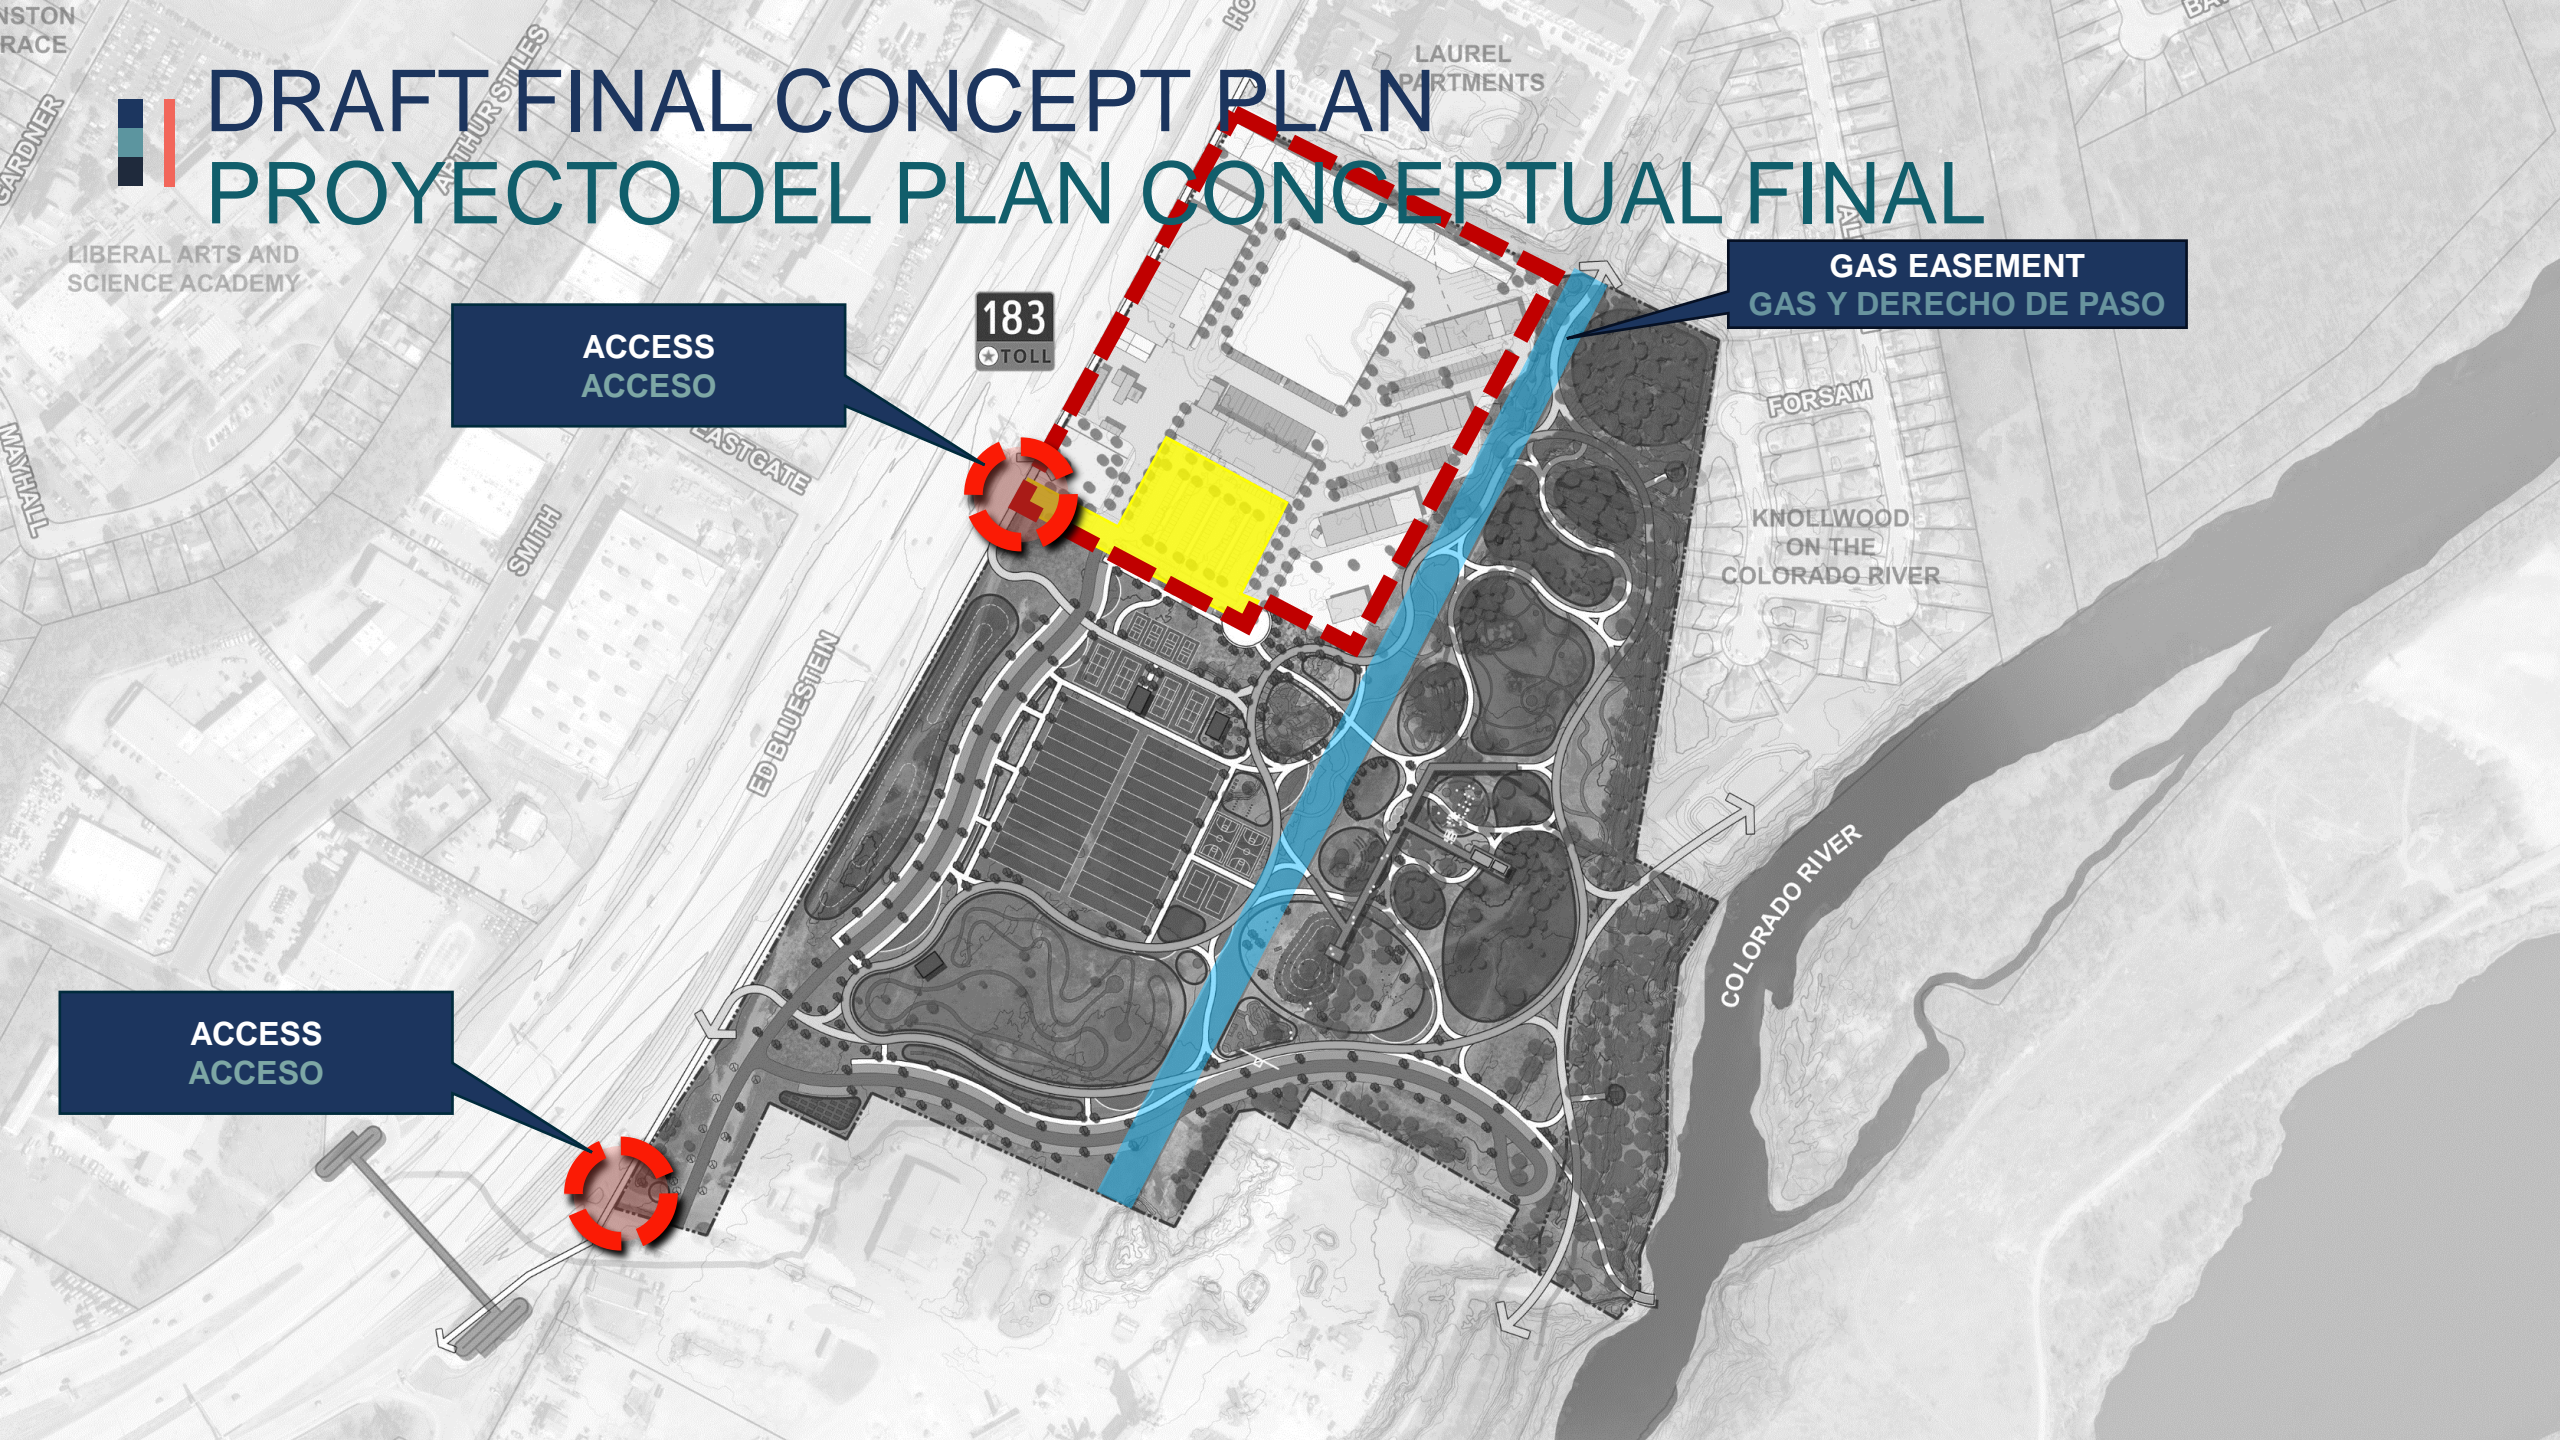 DRAFT FINAL CONCEPT PLAN
PROYECTO DEL PLAN CONCEPTUAL FINAL
GARDNER
ARTHUR STILES
LAUREL
LIBERAL ARTS AND
SCIENCE ACADEMY
GAS EASEMENT
GAS Y DERECHO DE PASO
183
TOLL
ACCESS
ACCESO
FORSAM
MAYHALL
EASTGATE
SMITH
KNOLLWOOD
ON THE
COLORADO RIVER
ED BLUESTEIN
COLORADO RIVER
ACCESS
ACCESO